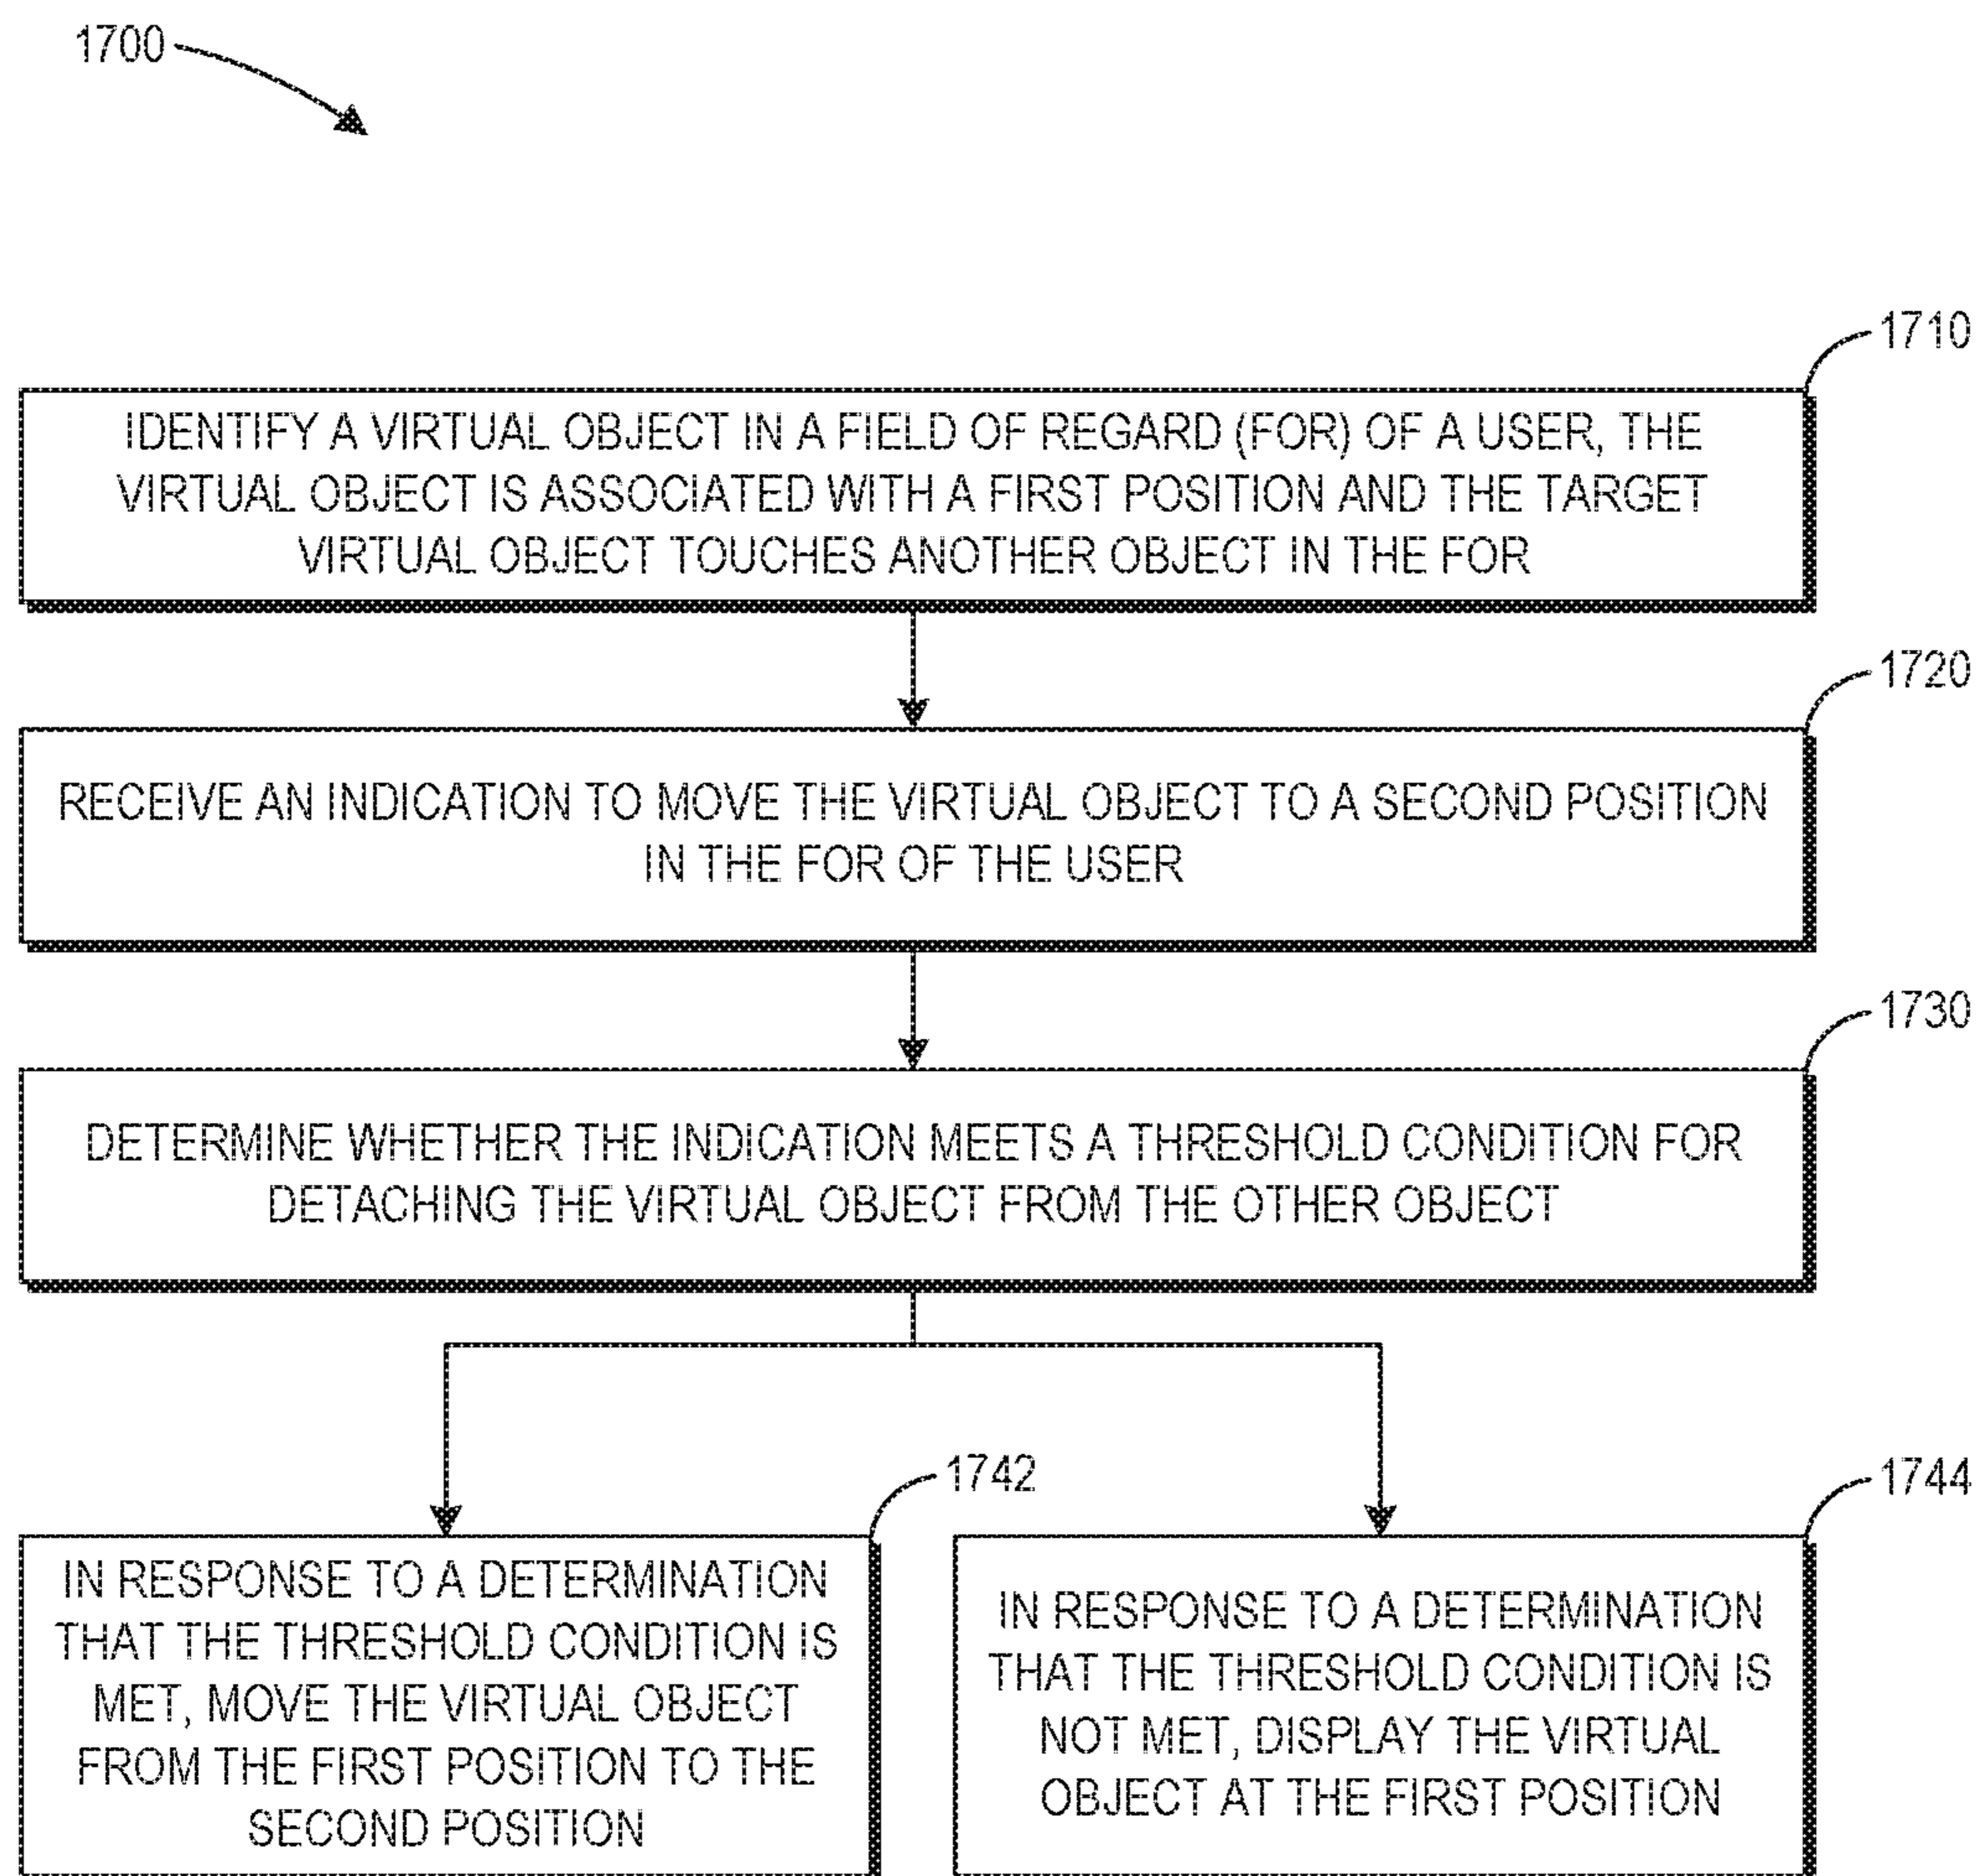 1700
1710
IDENTIFY A VIRTUAL OBJECT IN A FIELD OF REGARD (FOR) OF A USER, THE
VIRTUAL OBJECT IS ASSOCIATED WITH A FIRST POSITION AND THE TARGET
VIRTUAL OBJECT TOUCHES ANOTHER OBJECT IN THE FOR
1720
RECEIVE AN INDICATION TO MOVE THE VIRTUAL OBJECT TO A SECOND POSITION
IN THE FOR OF THE USER
1730
DETERMINE WHETHER THE INDICATION MEETS A THRESHOLD CONDITION FOR
DETACHING THE VIRTUAL OBJECT FROM THE OTHER OBJECT
1742
IN RESPONSE TO A DETERMINATION
THAT THE THRESHOLD CONDITION IS
MET, MOVE THE VIRTUAL OBJECT
FROM THE FIRST POSITION TO THE
SECOND POSITION
1744
IN RESPONSE TO A DETERMINATION
THAT THE THRESHOLD CONDITION IS
NOT MET, DISPLAY THE VIRTUAL
OBJECT AT THE FIRST POSITION